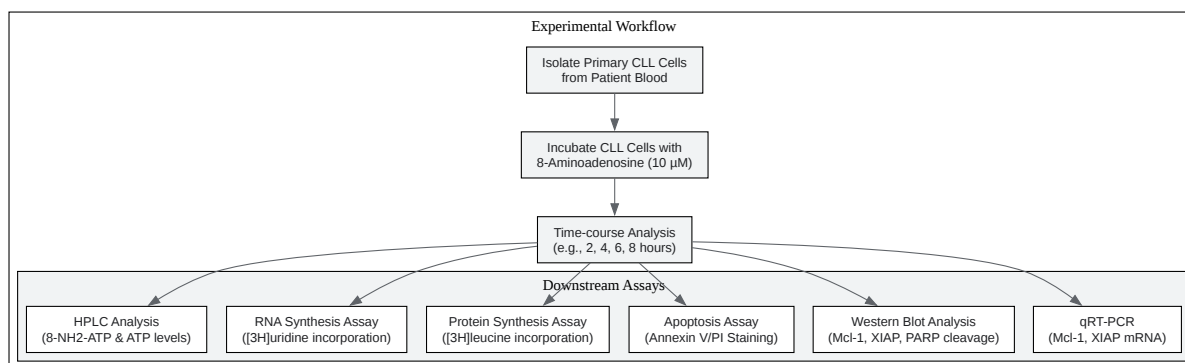 Experimental Workflow
Isolate Primary CLL Cells
from Patient Blood
Incubate CLL Cells with
8-Aminoadenosine (10 µM)
Time-course Analysis
(e.g., 2, 4, 6, 8 hours)
Downstream Assays
HPLC Analysis
(8-NH2-ATP & ATP levels)
RNA Synthesis Assay
([3H]uridine incorporation)
Protein Synthesis Assay
([3H]leucine incorporation)
Apoptosis Assay
(Annexin V/PI Staining)
Western Blot Analysis
(Mcl-1, XIAP, PARP cleavage)
qRT-PCR
(Mcl-1, XIAP mRNA)